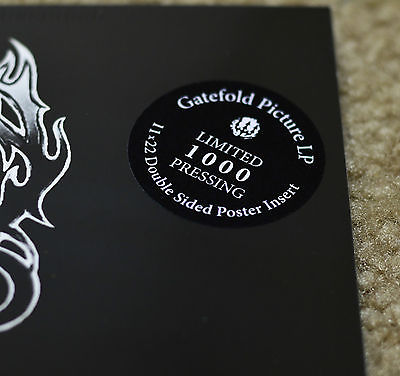 Gatefold Picture LP
LIMITED
1000
PRESSING
11x22 Double Sided Poster Insert